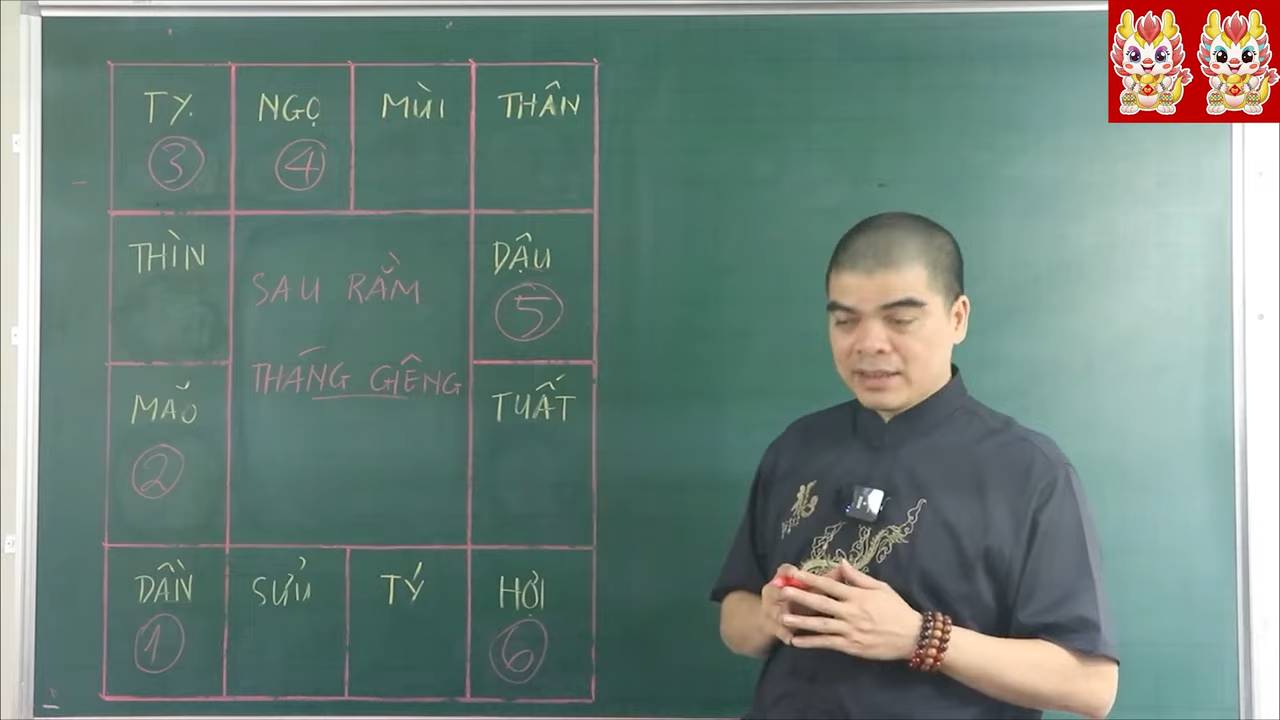 TỴ NGỌ MÙI THÂN
3 4
THÌN DẬU
5
SAU RẰM
THÁNG GIÊNG
MÃO TUẤT
2
DẦN SỬU TÝ HỢI
1 6